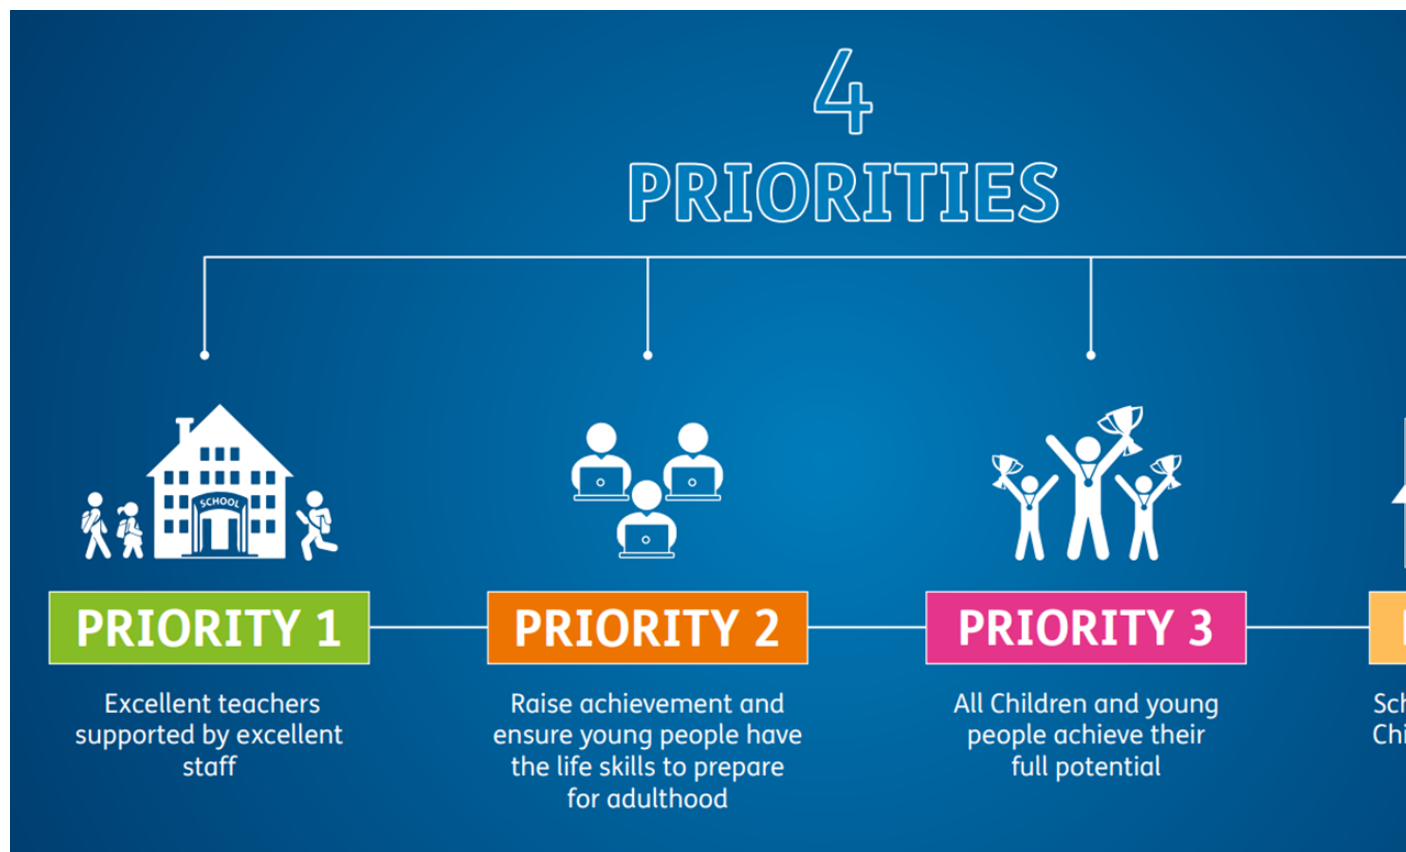 4
PRIORITIES
SCHOOL
PRIORITY 1
PRIORITY 2
PRIORITY 3
Excellent teachers
supported by excellent
staff
Raise achievement and
ensure young people have
the life skills to prepare
for adulthood
All Children and young
people achieve their
full potential